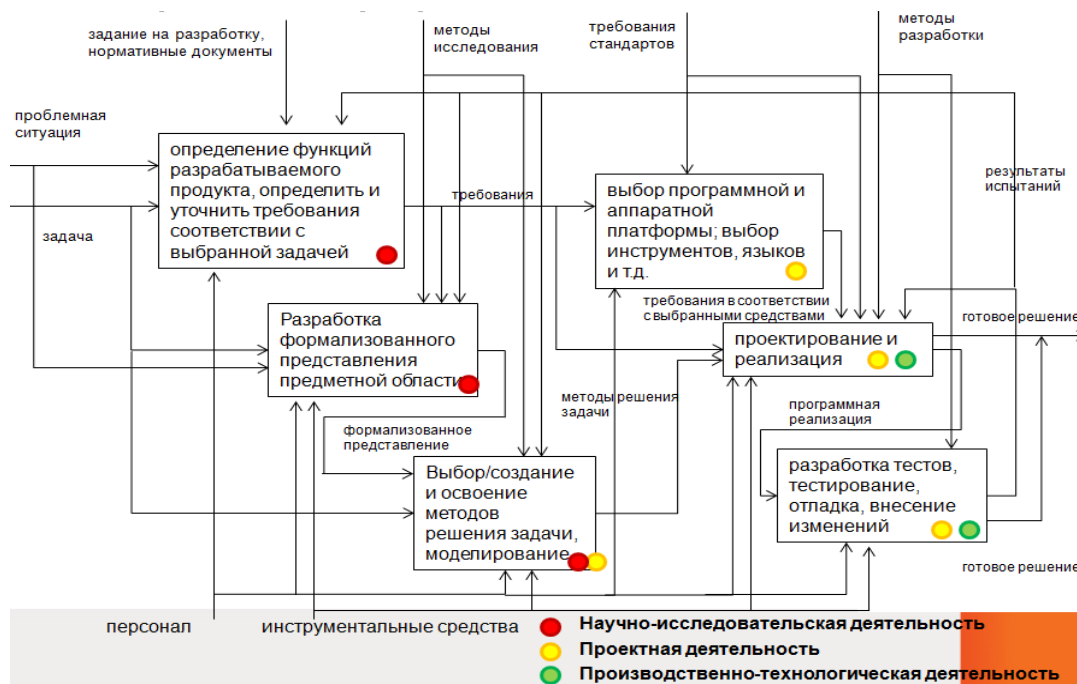 задание на разработку,
нормативные документы
методы
исследования
требования
стандартов
методы
разработки
проблемная
ситуация
определение функций
разрабатываемого
продукта, определить и
уточнить требования
соответствии с
выбранной задачей
задача
требования
выбор программной и
аппаратной
платформы; выбор
инструментов, языков
и т.д.
результаты
испытаний
Разработка
формализованного
представления
предметной области
требования в соответствии
с выбранными средствами
проектирование и
реализация
готовое решение
формализованное
представление
методы решения
задачи
программная
реализация
Выбор/создание
и освоение
методов
решения задачи,
моделирование
разработка тестов,
тестирование,
отладка, внесение
изменений
готовое решение
персонал
инструментальные средства
Научно-исследовательская деятельность
Проектная деятельность
Производственно-технологическая деятельность